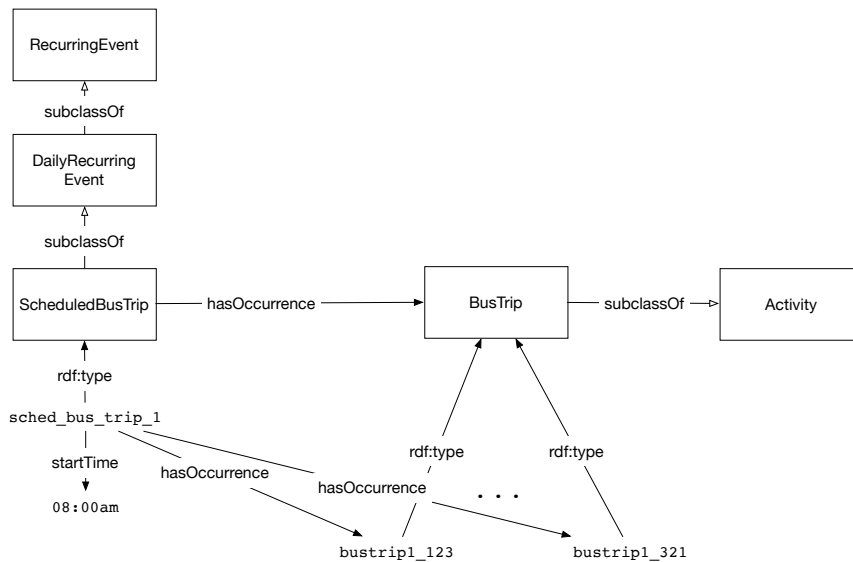 RecurringEvent
subclassOf
DailyRecurring
Event
subclassOf
ScheduledBusTrip
hasOccurrence
BusTrip
subclassOf
Activity
rdf:type
sched_bus_trip_1
startTime
08:00am
hasOccurrence
hasOccurrence
rdf:type
rdf:type
. . .
bustrip1_123
bustrip1_321